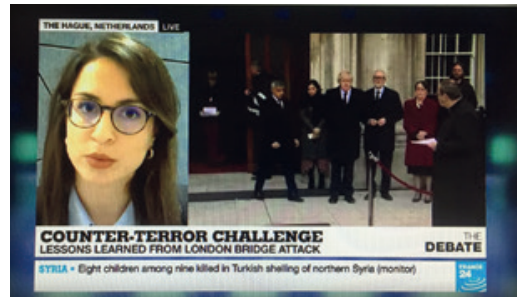 THE HAGUE, NETHERLANDS LIVE
COUNTER-TERROR CHALLENGE
LESSONS LEARNED FROM LONDON BRIDGE ATTACK
THE
DEBATE
SYRIA • Eight children among nine killed in Turkish shelling of northern Syria (monitor)
FRANCE
24